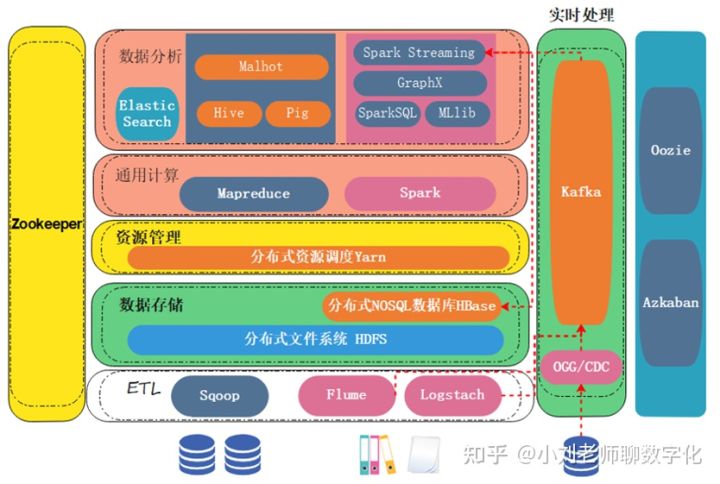 实时处理
数据分析
Malhot
Elastic
Search
Hive
Pig
Spark Streaming
GraphX
SparkSQL
MLlib
通用计算
Mapreduce
Spark
Zookeeper
资源管理
分布式资源调度Yarn
数据存储
分布式NOSQL数据库HBase
分布式文件系统 HDFS
ETL
Sqoop
Flume
Logstach
Kafka
OGG/CDC
Oozie
Azkaban
知乎 @小刘老师聊数字化